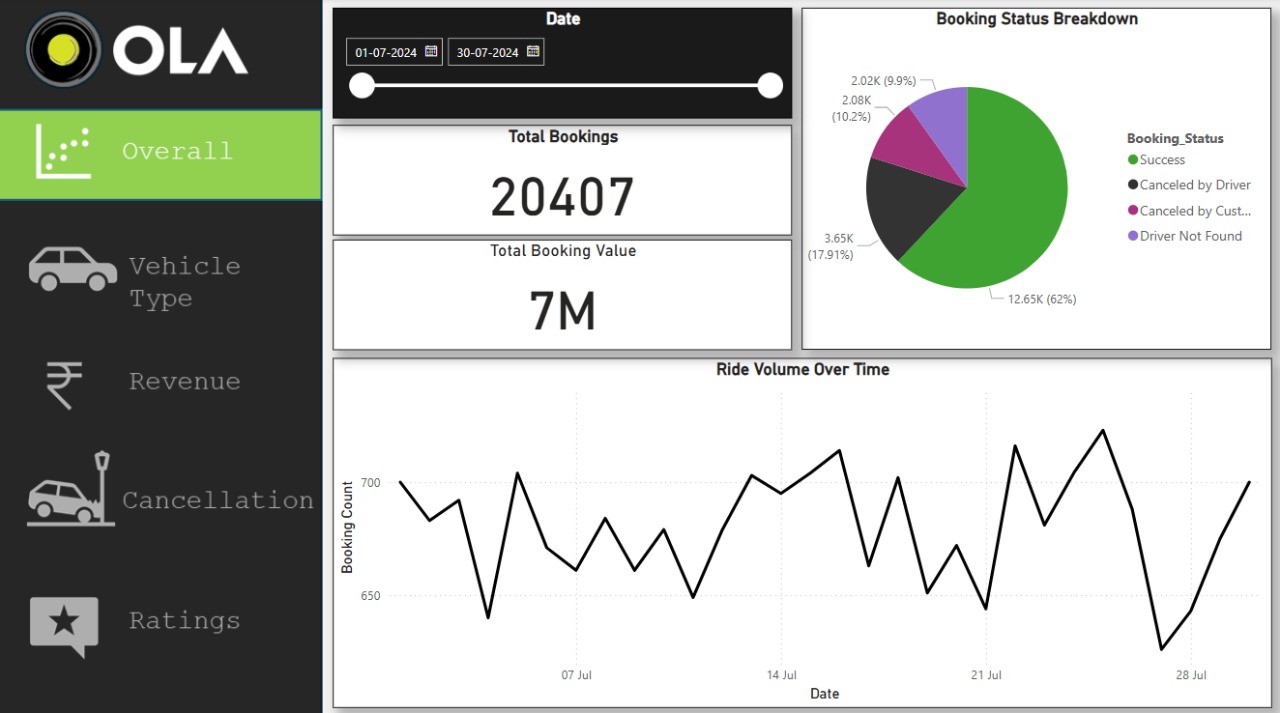 OLA
Overall
Vehicle
Type
Revenue
Cancellation
Ratings
Date
01-07-2024
30-07-2024
Total Bookings
20407
Total Booking Value
7M
Booking Status Breakdown
2.02K (9.9%)
2.08K
(10.2%)
3.65K
(17.91%)
12.65K (62%)
Booking_Status
Success
Canceled by Driver
Canceled by Cust...
Driver Not Found
Ride Volume Over Time
Booking Count
700
650
07 Jul
14 Jul
21 Jul
28 Jul
Date